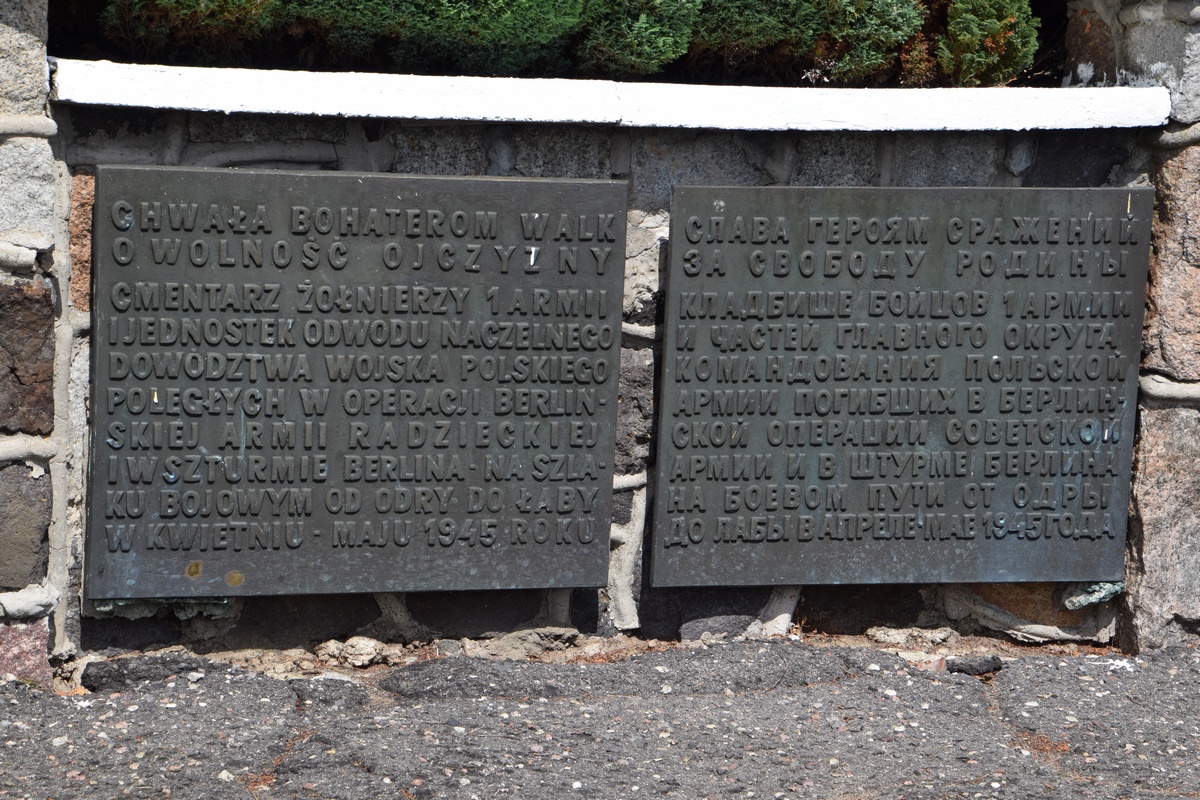 CHWAŁA BOHATEROM WALK
O WOLNOŚĆ OJCZYZNY
CMENTARZ ŻOŁNIERZY 1 ARMII
I JEDNOSTEK ODWODU NACZELNEGO
DOWÓDZTWA WOJSKA POLSKIEGO
POLEGŁYCH W OPERACJI BERLIŃ-
SKIEJ ARMII RADZIECKIEJ
I W SZTURMIE BERLINA - NA SZLA-
KU BOJOWYM OD ODRY DO ŁABY
W KWIETNIU - MAJU 1945 ROKU
СЛАВА ГЕРОЯМ СРАЖЕНИЙ
ЗА СВОБОДУ РОДИНЫ
КЛАДБИШЕ БОЙЦОВ 1 АРМИИ
И ЧАСТЕЙ ГЛАВНОГО ОКРУГА
КОМАНДОВАНИЯ ПОЛЬСКОЙ
АРМИИ ПОГИБШИХ В БЕРЛИН-
СКОЙ ОПЕРАЦИИ СОВЕТСКОЙ
АРМИИ И В ШТУРМЕ БЕРЛИНА
НА БОЕВОМ ПУТИ ОТ ОДРЫ
ДО ЛАБЫ В АПРЕЛЕ-МАЕ 1945 ГОДА